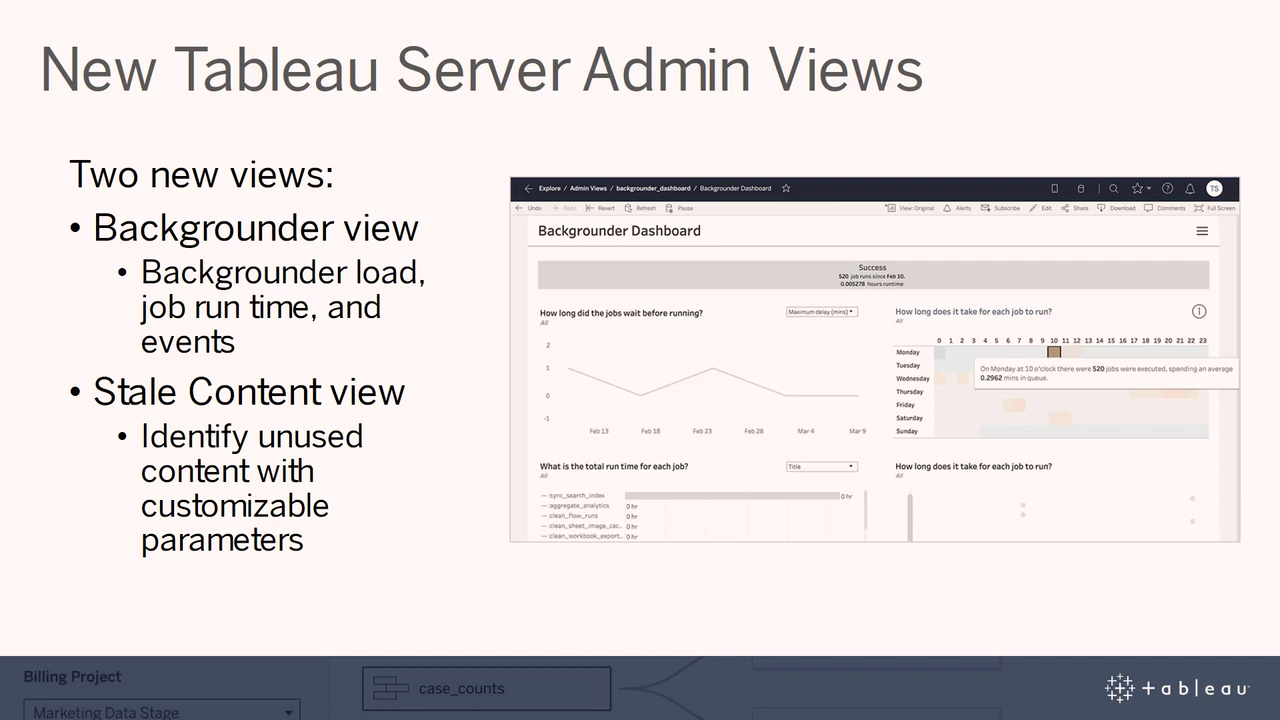 New Tableau Server Admin Views
Two new views:
• Backgrounder view
• Backgrounder load,
job run time, and
events
• Stale Content view
• Identify unused
content with
customizable
parameters
Explore / Admin Views / backgrounder_dashboard / Backgrounder Dashboard
TS
Undo Redo Revert Refresh Pause View: Original Alerts Subscribe Edit Share Download Comments Full Screen
Backgrounder Dashboard
Success
520 job runs since Feb 10.
0.005278 hours runtime
How long did the jobs wait before running?
All
Maximum delay (mins)
2
1
0
-1
Feb 13 Feb 18 Feb 23 Feb 28 Mar 4 Mar 9
How long does it take for each job to run?
All
0 1 2 3 4 5 6 7 8 9 10 11 12 13 14 15 16 17 18 19 20 21 22 23
Monday
Tuesday
Wednesday
Thursday
Friday
Saturday
Sunday
On Monday at 10 o'clock there were 520 jobs were executed, spending an average
0.2962 mins in queue.
What is the total run time for each job?
All
Title
:sync_search_index 0 hr
:aggregate_analytics 0 hr
:clean_flow_runs 0 hr
:clean_sheet_image_cac.. 0 hr
:clean_workbook_export.. 0 hr
How long does it take for each job to run?
All
Billing Project
Marketing Data Stage
case_counts
+ableau